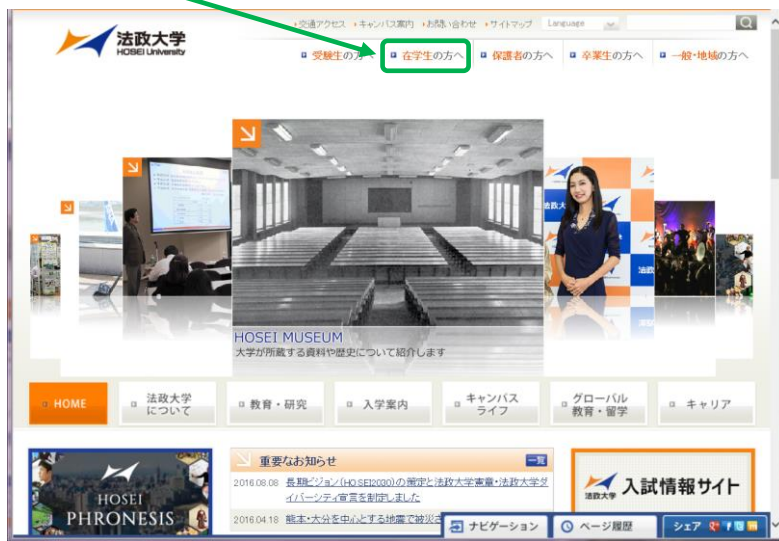 法政大学
HOSEI University
交通アクセス キャンパス案内 お問い合わせ サイトマップ Language
受験生の方へ 在学生の方へ 保護者の方へ 卒業生の方へ 一般・地域の方へ
HOSEI MUSEUM
大学が所蔵する資料や歴史について紹介します
HOME 法政大学について 教育・研究 入学案内 キャンパスライフ グローバル教育・留学 キャリア
HOSEI
PHRONESIS
重要なお知らせ 一覧
2016.08.08 長期ビジョン(HOSEI2030)の策定と法政大学憲章・法政大学ダ
イバーシティ宣言を制定しました
2016.04.18 熊本・大分を中心とする地震で被災さ
法政大学 入試情報サイト
ナビゲーション ページ履歴 シェア